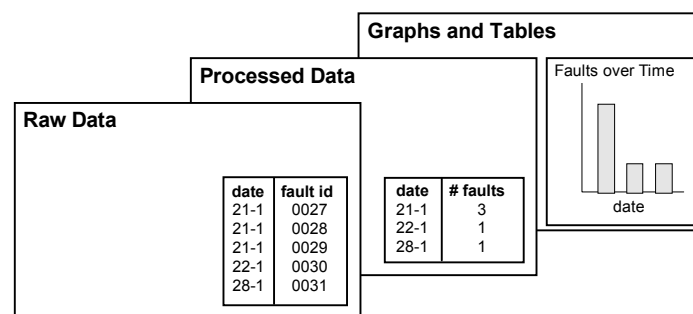 Graphs and Tables
Faults over Time
date
Processed Data
date # faults
21-1 3
22-1 1
28-1 1
Raw Data
date fault id
21-1 0027
21-1 0028
21-1 0029
22-1 0030
28-1 0031